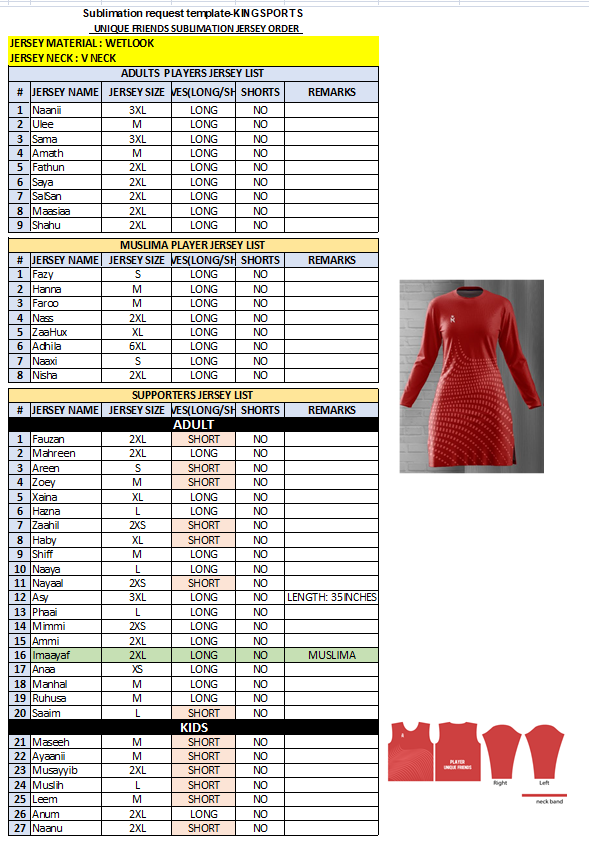 Sublimation request template-KINGSPORTS
UNIQUE FRIENDS SUBLIMATION JERSEY ORDER
JERSEY MATERIAL : WETLOOK
JERSEY NECK : V NECK
ADULTS PLAYERS JERSEY LIST
# JERSEY NAME JERSEY SIZE VES(LONG/SH SHORTS REMARKS
1 Naanii 3XL LONG NO
2 Ulee M LONG NO
3 Sama 3XL LONG NO
4 Amath M LONG NO
5 Fathun 2XL LONG NO
6 Saya 2XL LONG NO
7 SalSan 2XL LONG NO
8 Maasiaa 2XL LONG NO
9 Shahu 2XL LONG NO
MUSLIMA PLAYER JERSEY LIST
# JERSEY NAME JERSEY SIZE VES(LONG/SH SHORTS REMARKS
1 Fazy S LONG NO
2 Hanna M LONG NO
3 Faroo M LONG NO
4 Nass 2XL LONG NO
5 ZaaHux XL LONG NO
6 Adhila 6XL LONG NO
7 Naaxi S LONG NO
8 Nisha 2XL LONG NO
SUPPORTERS JERSEY LIST
# JERSEY NAME JERSEY SIZE VES(LONG/SH SHORTS REMARKS
ADULT
1 Fauzan 2XL SHORT NO
2 Mahreen 2XL LONG NO
3 Areen S SHORT NO
4 Zoey M SHORT NO
5 Xaina XL LONG NO
6 Hazna L LONG NO
7 Zaahil 2XS SHORT NO
8 Haby XL SHORT NO
9 Shiff M LONG NO
10 Naaya L LONG NO
11 Nayaal 2XS SHORT NO
12 Asy 3XL LONG NO LENGTH: 35INCHES
13 Phaai L LONG NO
14 Mimmi 2XS LONG NO
15 Ammi 2XL LONG NO
16 Imaayaf 2XL LONG NO MUSLIMA
17 Anaa XS LONG NO
18 Manhal M LONG NO
19 Ruhusa M LONG NO
20 Saaim L SHORT NO
KIDS
21 Maseeh M SHORT NO
22 Ayaanii M SHORT NO
23 Musayyib 2XL SHORT NO
24 Muslih L SHORT NO
25 Leem M SHORT NO
26 Anum 2XL LONG NO
27 Naanu 2XL SHORT NO
PLAYER
UNIQUE FRIENDS
Right Left
neck band